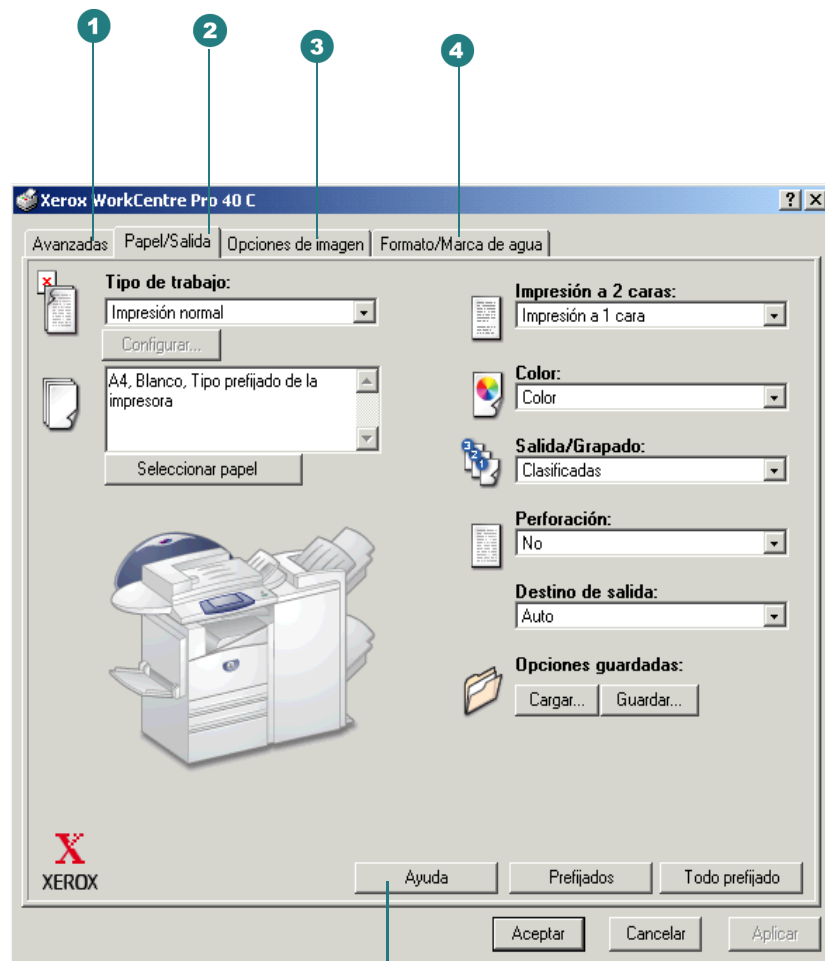 1
2
3
4
Xerox WorkCentre Pro 40 C
Avanzadas
Papel/Salida
Opciones de imagen
Formato/Marca de agua
Tipo de trabajo:
Impresión normal
Configurar...
A4, Blanco, Tipo prefijado de la
impresora
Seleccionar papel
Impresión a 2 caras:
Impresión a 1 cara
Color:
Color
Salida/Grapado:
Clasificadas
Perforación:
No
Destino de salida:
Auto
Opciones guardadas:
Cargar...
Guardar...
X
XEROX
Ayuda
Prefijados
Todo prefijado
Aceptar
Cancelar
Aplicar